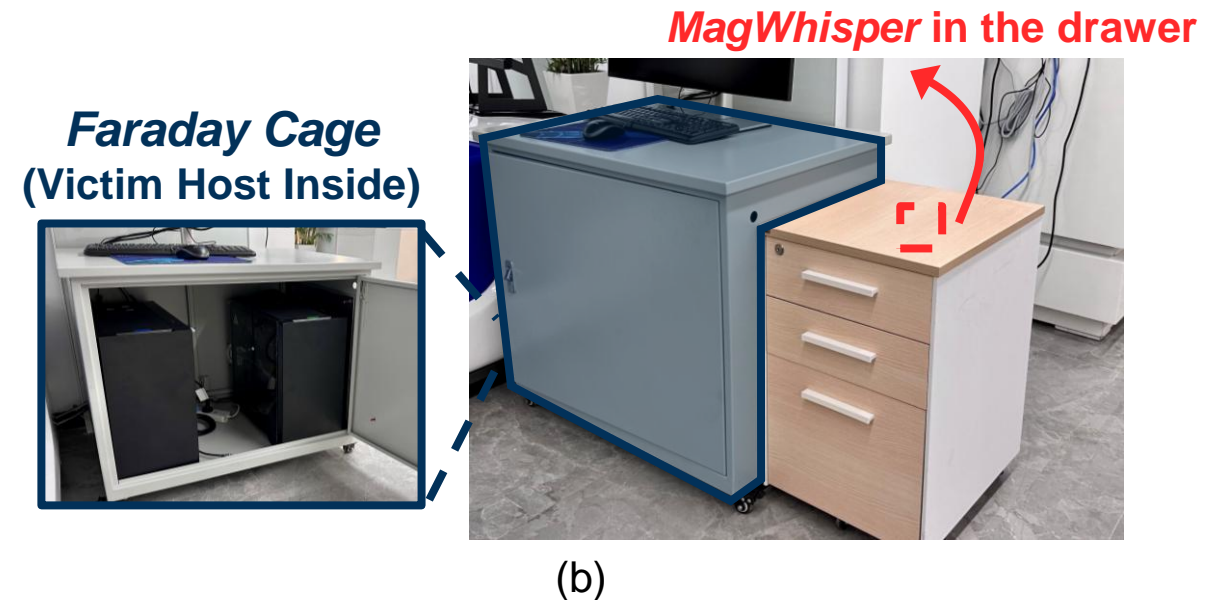 MagWhisper in the drawer
Faraday Cage
(Victim Host Inside)
(b)